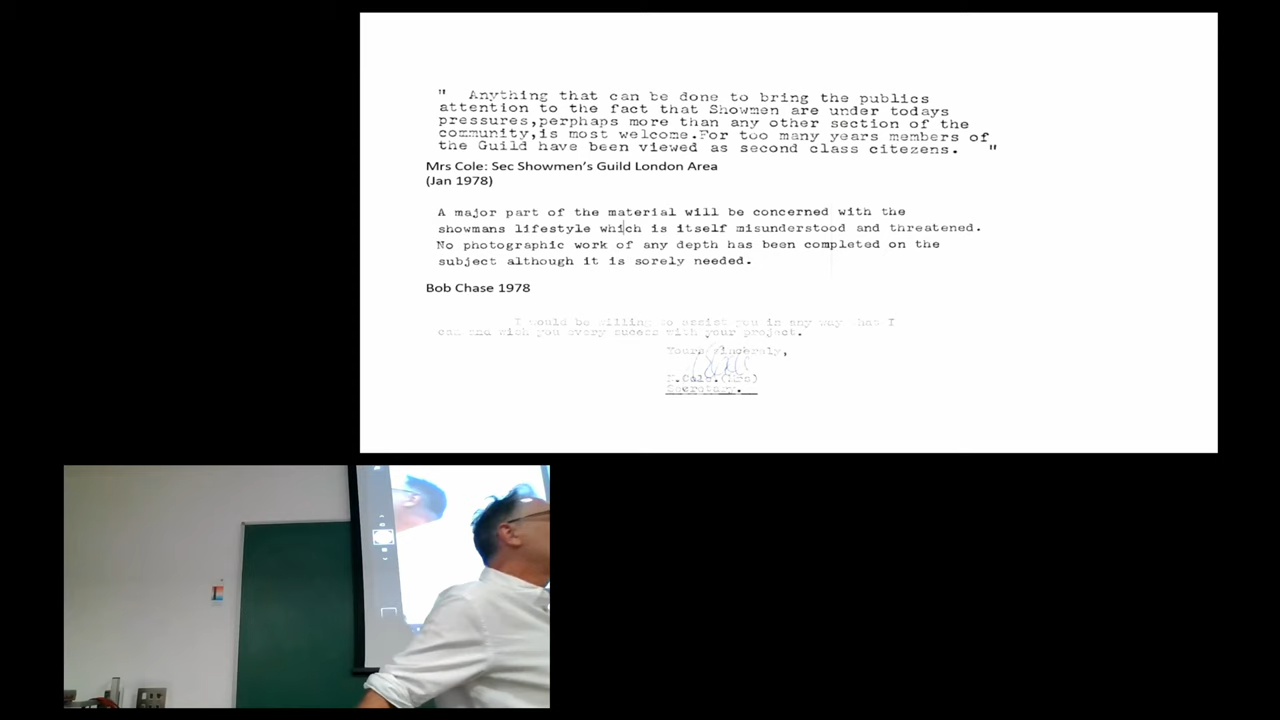 " Anything that can be done to bring the publics
attention to the fact that Showmen are under todays
pressures,perphaps more than any other section of the
community,is most welcome.For too many years members of
the Guild have been viewed as second class citezens. "
Mrs Cole: Sec Showmen's Guild London Area
(Jan 1978)
A major part of the material will be concerned with the
showmans lifestyle which is itself misunderstood and threatened.
No photographic work of any depth has been completed on the
subject although it is sorely needed.
Bob Chase 1978
I would be willing to assist you in any way that I
can and wish you every sucess with your project.
Yours sincerely,
(Mrs)
Secretary.